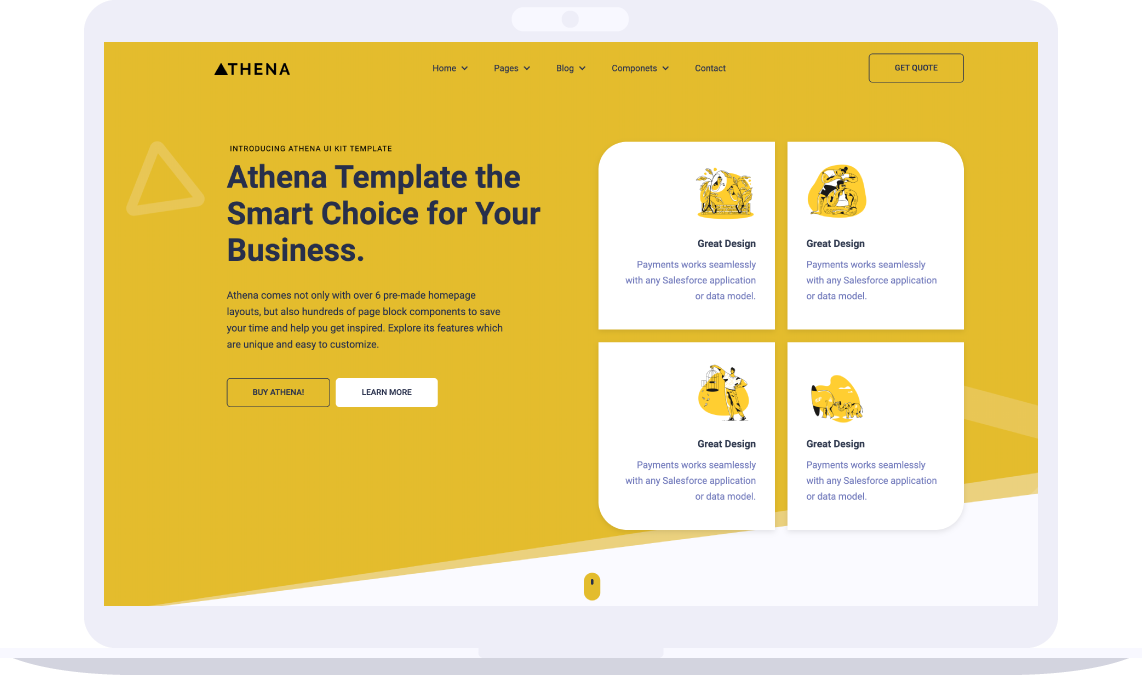 ATHENA
Home
Pages
Blog
Componets
Contact
GET QUOTE
INTRODUCING ATHENA UI KIT TEMPLATE
Athena Template the
Smart Choice for Your
Business.
Athena comes not only with over 6 pre-made homepage
layouts, but also hundreds of page block components to save
your time and help you get inspired. Explore its features which
are unique and easy to customize.
BUY ATHENA!
LEARN MORE
Great Design
Payments works seamlessly
with any Salesforce application
or data model.
Great Design
Payments works seamlessly
with any Salesforce application
or data model.
Great Design
Payments works seamlessly
with any Salesforce application
or data model.
Great Design
Payments works seamlessly
with any Salesforce application
or data model.